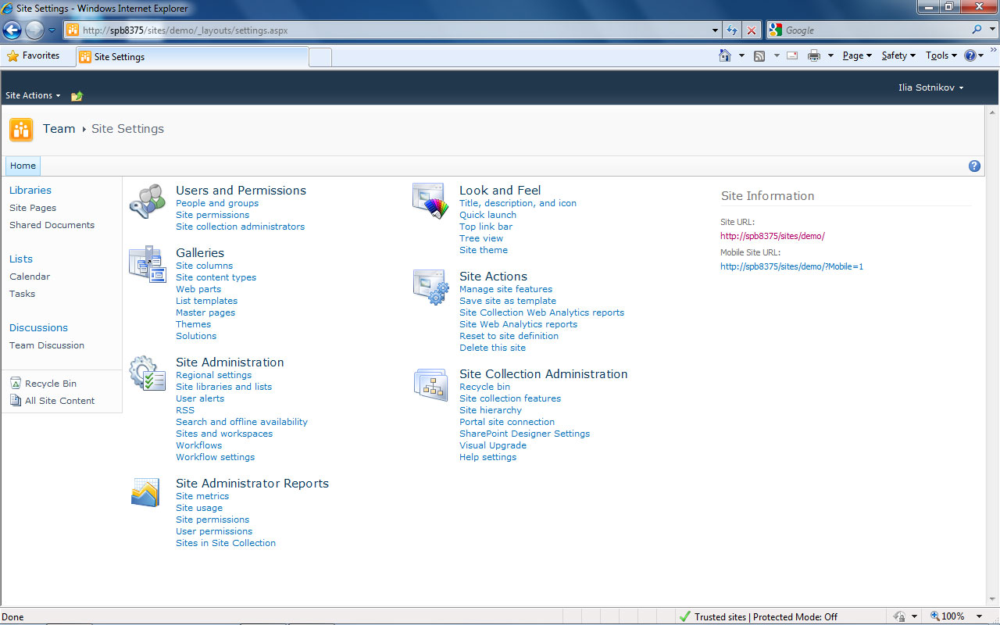 Site Settings - Windows Internet Explorer
http://spb8375/sites/demo/_layouts/settings.aspx
Google
Favorites
Site Settings
Page
Safety
Tools
Site Actions
Ilia Sotnikov
Team
Site Settings
Home
Libraries
Site Pages
Shared Documents
Lists
Calendar
Tasks
Discussions
Team Discussion
Recycle Bin
All Site Content
Users and Permissions
People and groups
Site permissions
Site collection administrators
Galleries
Site columns
Site content types
Web parts
List templates
Master pages
Themes
Solutions
Site Administration
Regional settings
Site libraries and lists
User alerts
RSS
Search and offline availability
Sites and workspaces
Workflows
Workflow settings
Site Administrator Reports
Site metrics
Site usage
Site permissions
User permissions
Sites in Site Collection
Look and Feel
Title, description, and icon
Quick launch
Top link bar
Tree view
Site theme
Site Actions
Manage site features
Save site as template
Site Collection Web Analytics reports
Site Web Analytics reports
Reset to site definition
Delete this site
Site Collection Administration
Recycle bin
Site collection features
Site hierarchy
Portal site connection
SharePoint Designer Settings
Visual Upgrade
Help settings
Site Information
Site URL:
http://spb8375/sites/demo/
Mobile Site URL:
http://spb8375/sites/demo/?Mobile=1
Done
Trusted sites | Protected Mode: Off
100%